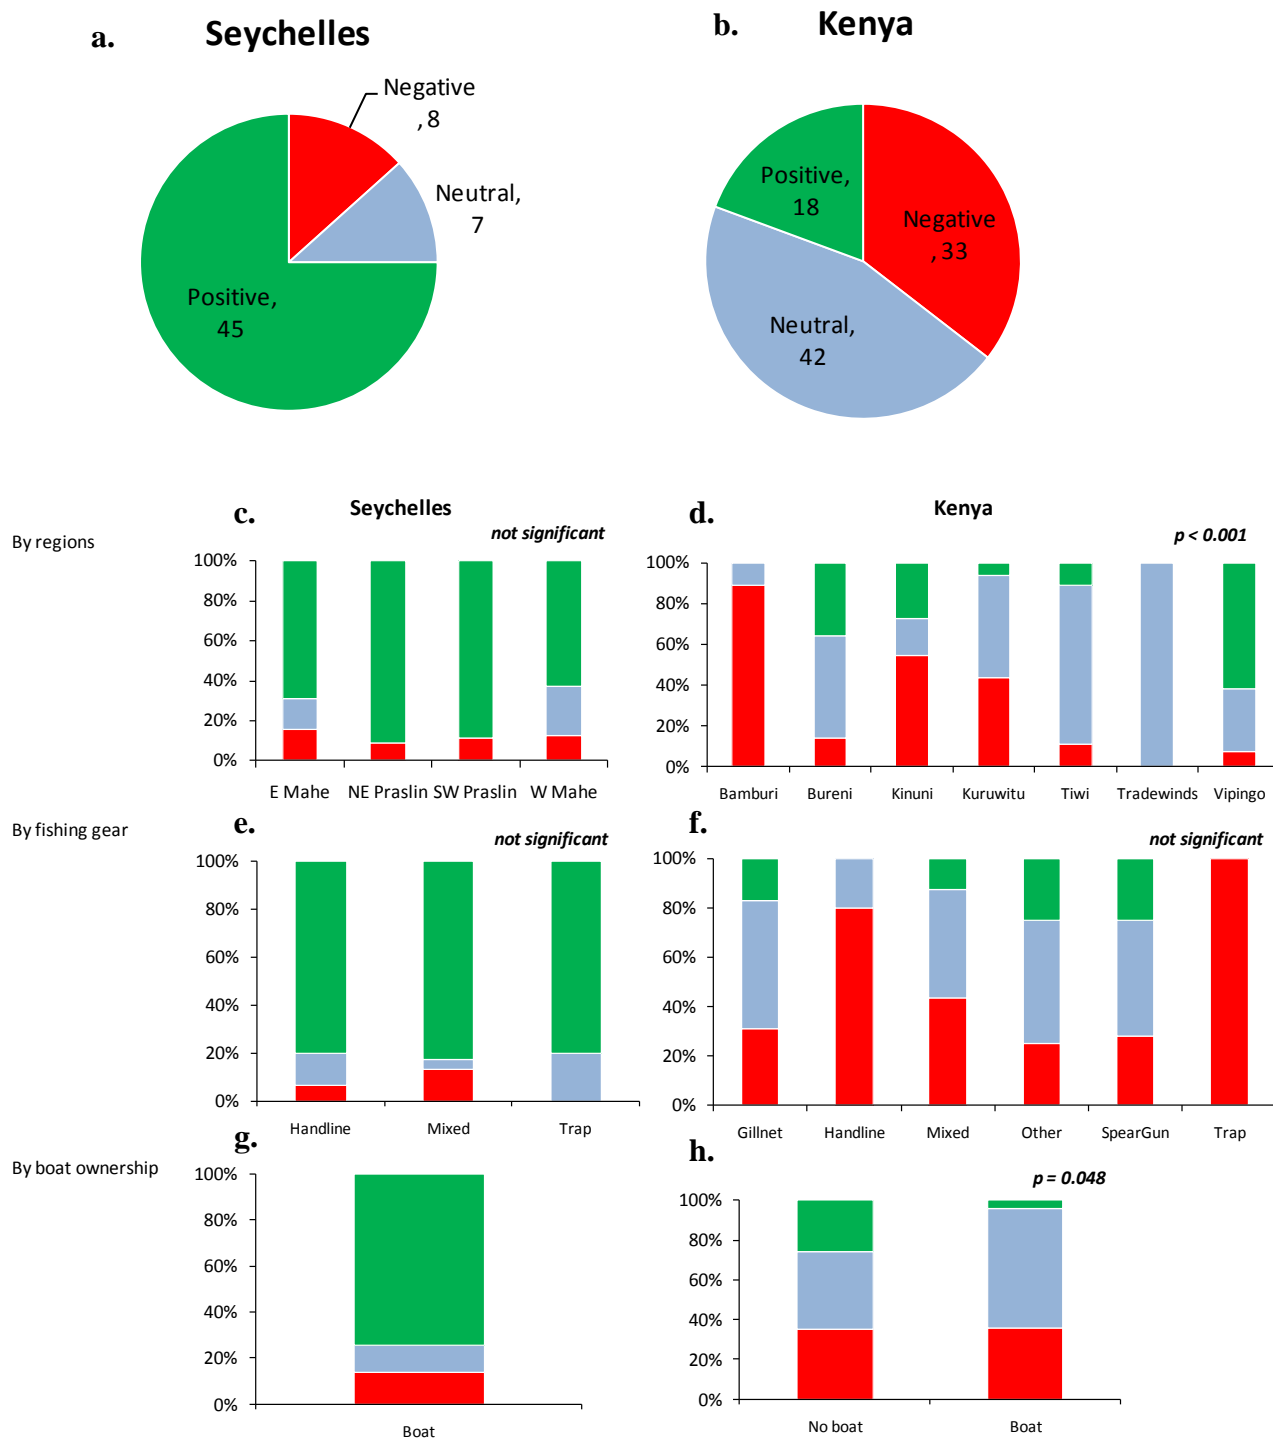 a. Seychelles
Negative
, 8
Neutral,
7
Positive,
45
b. Kenya
Positive,
18
Negative
, 33
Neutral,
42
By regions
c. Seychelles
not significant
100%
80%
60%
40%
20%
0%
E Mahe NE Praslin SW Praslin W Mahe
d. Kenya
p < 0.001
100%
80%
60%
40%
20%
0%
Bamburi Bureni Kinuni Kuruwitu Tiwi Tradewinds Vipingo
By fishing gear
e.
not significant
100%
80%
60%
40%
20%
0%
Handline Mixed Trap
f.
not significant
100%
80%
60%
40%
20%
0%
Gillnet Handline Mixed Other SpearGun Trap
By boat ownership
g.
100%
80%
60%
40%
20%
0%
Boat
h.
p = 0.048
100%
80%
60%
40%
20%
0%
No boat Boat